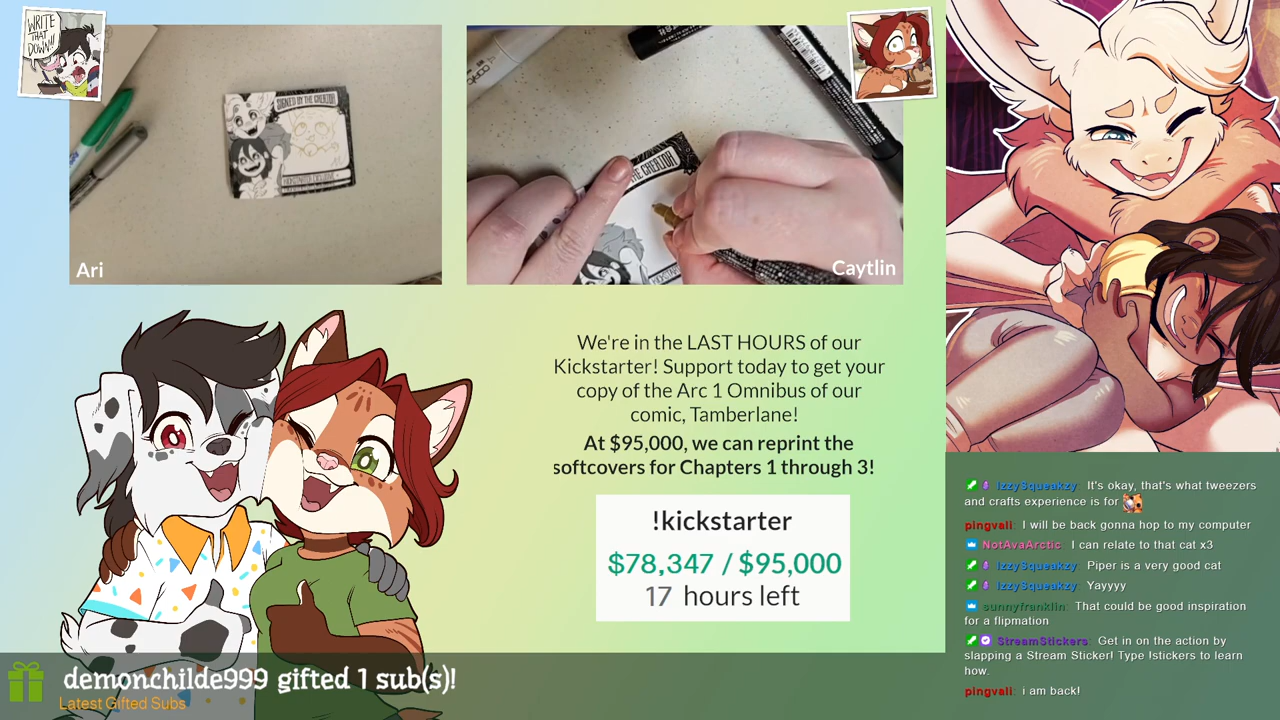 WRITE
THAT
DOWN!!
SIGNED BY THE CREATOR
THE CREATOR
Ari
Caytlin
We're in the LAST HOURS of our
Kickstarter! Support today to get your
copy of the Arc 1 Omnibus of our
comic, Tamberlane!
At $95,000, we can reprint the
softcovers for Chapters 1 through 3!
!kickstarter
$78,347 / $95,000
17 hours left
demonchilde999 gifted 1 sub(s)!
Latest Gifted Subs
IzzySqueakzy: It's okay, that's what tweezers
and crafts experience is for
pingvali: I will be back gonna hop to my computer
NotAvaArctic I can relate to that cat x3
IzzySqueakzy: Piper is a very good cat
IzzySqueakzy: Yayyyy
sunnyfranklin: That could be good inspiration
for a flipmation
StreamStickers: Get in on the action by
slapping a Stream Sticker! Type !stickers to learn
how.
pingvali: i am back!